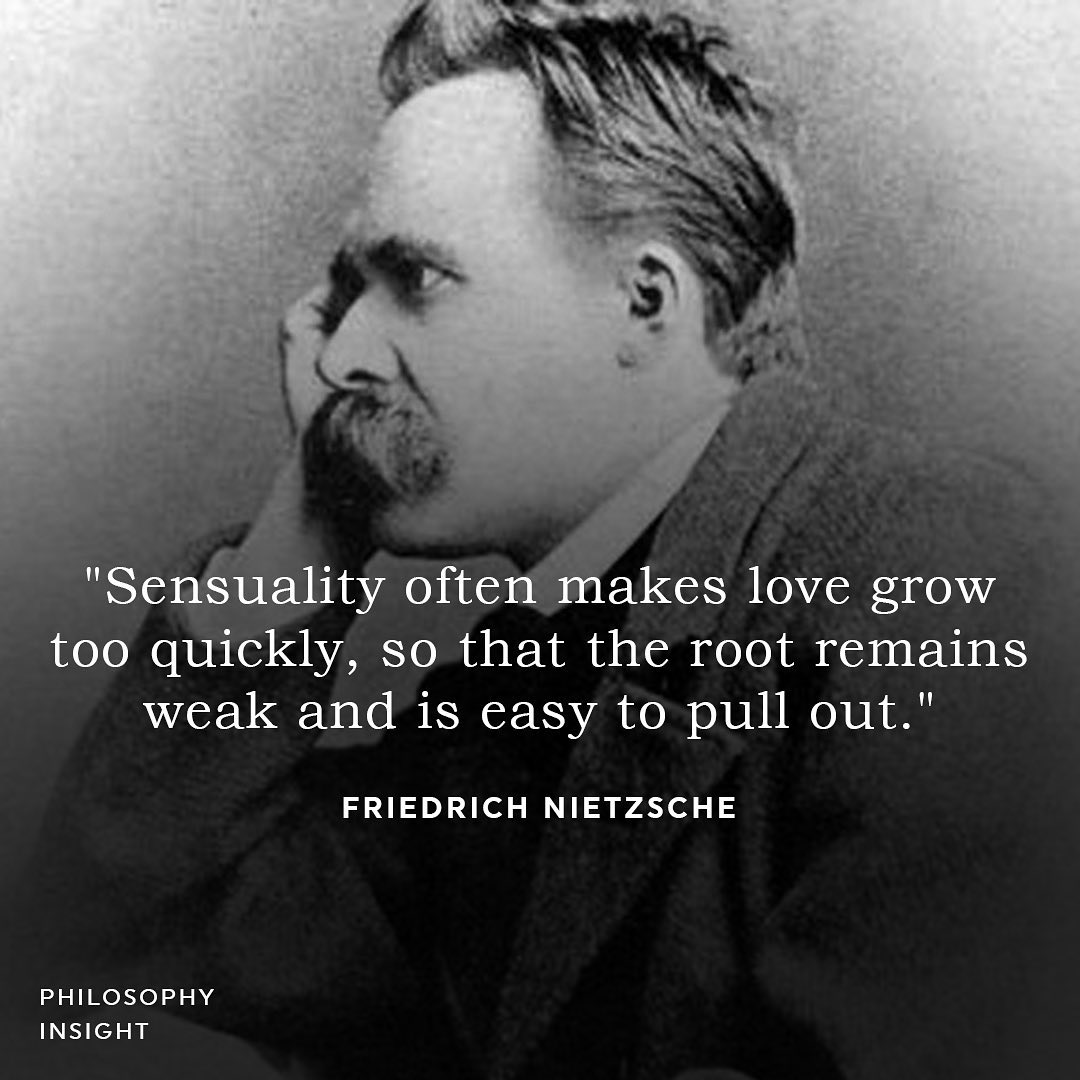 "Sensuality often makes love grow
too quickly, so that the root remains
weak and is easy to pull out."
FRIEDRICH NIETZSCHE
PHILOSOPHY
INSIGHT